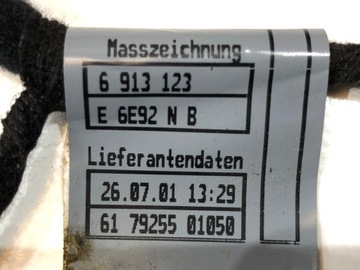 Masszeichnung
6 913 123
E 6E92 N B
Lieferantendaten
26.07.01 13:29
61 79255 01050